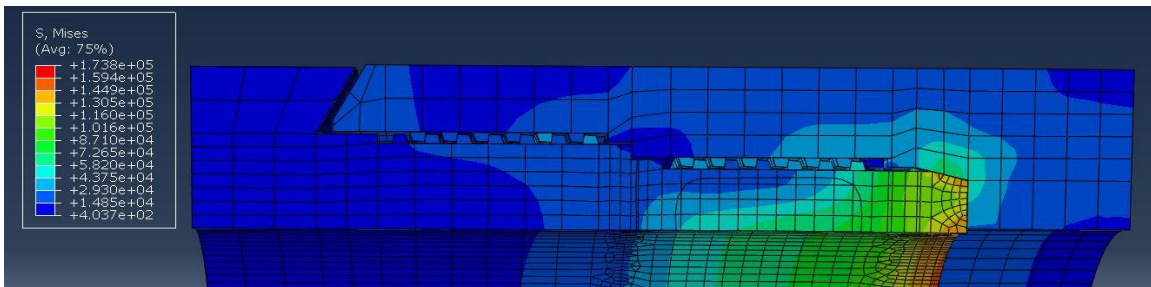 S, Mises
(Avg: 75%)
+1.738e+05
+1.594e+05
+1.449e+05
+1.305e+05
+1.160e+05
+1.016e+05
+8.710e+04
+7.265e+04
+5.820e+04
+4.375e+04
+2.930e+04
+1.485e+04
+4.037e+02